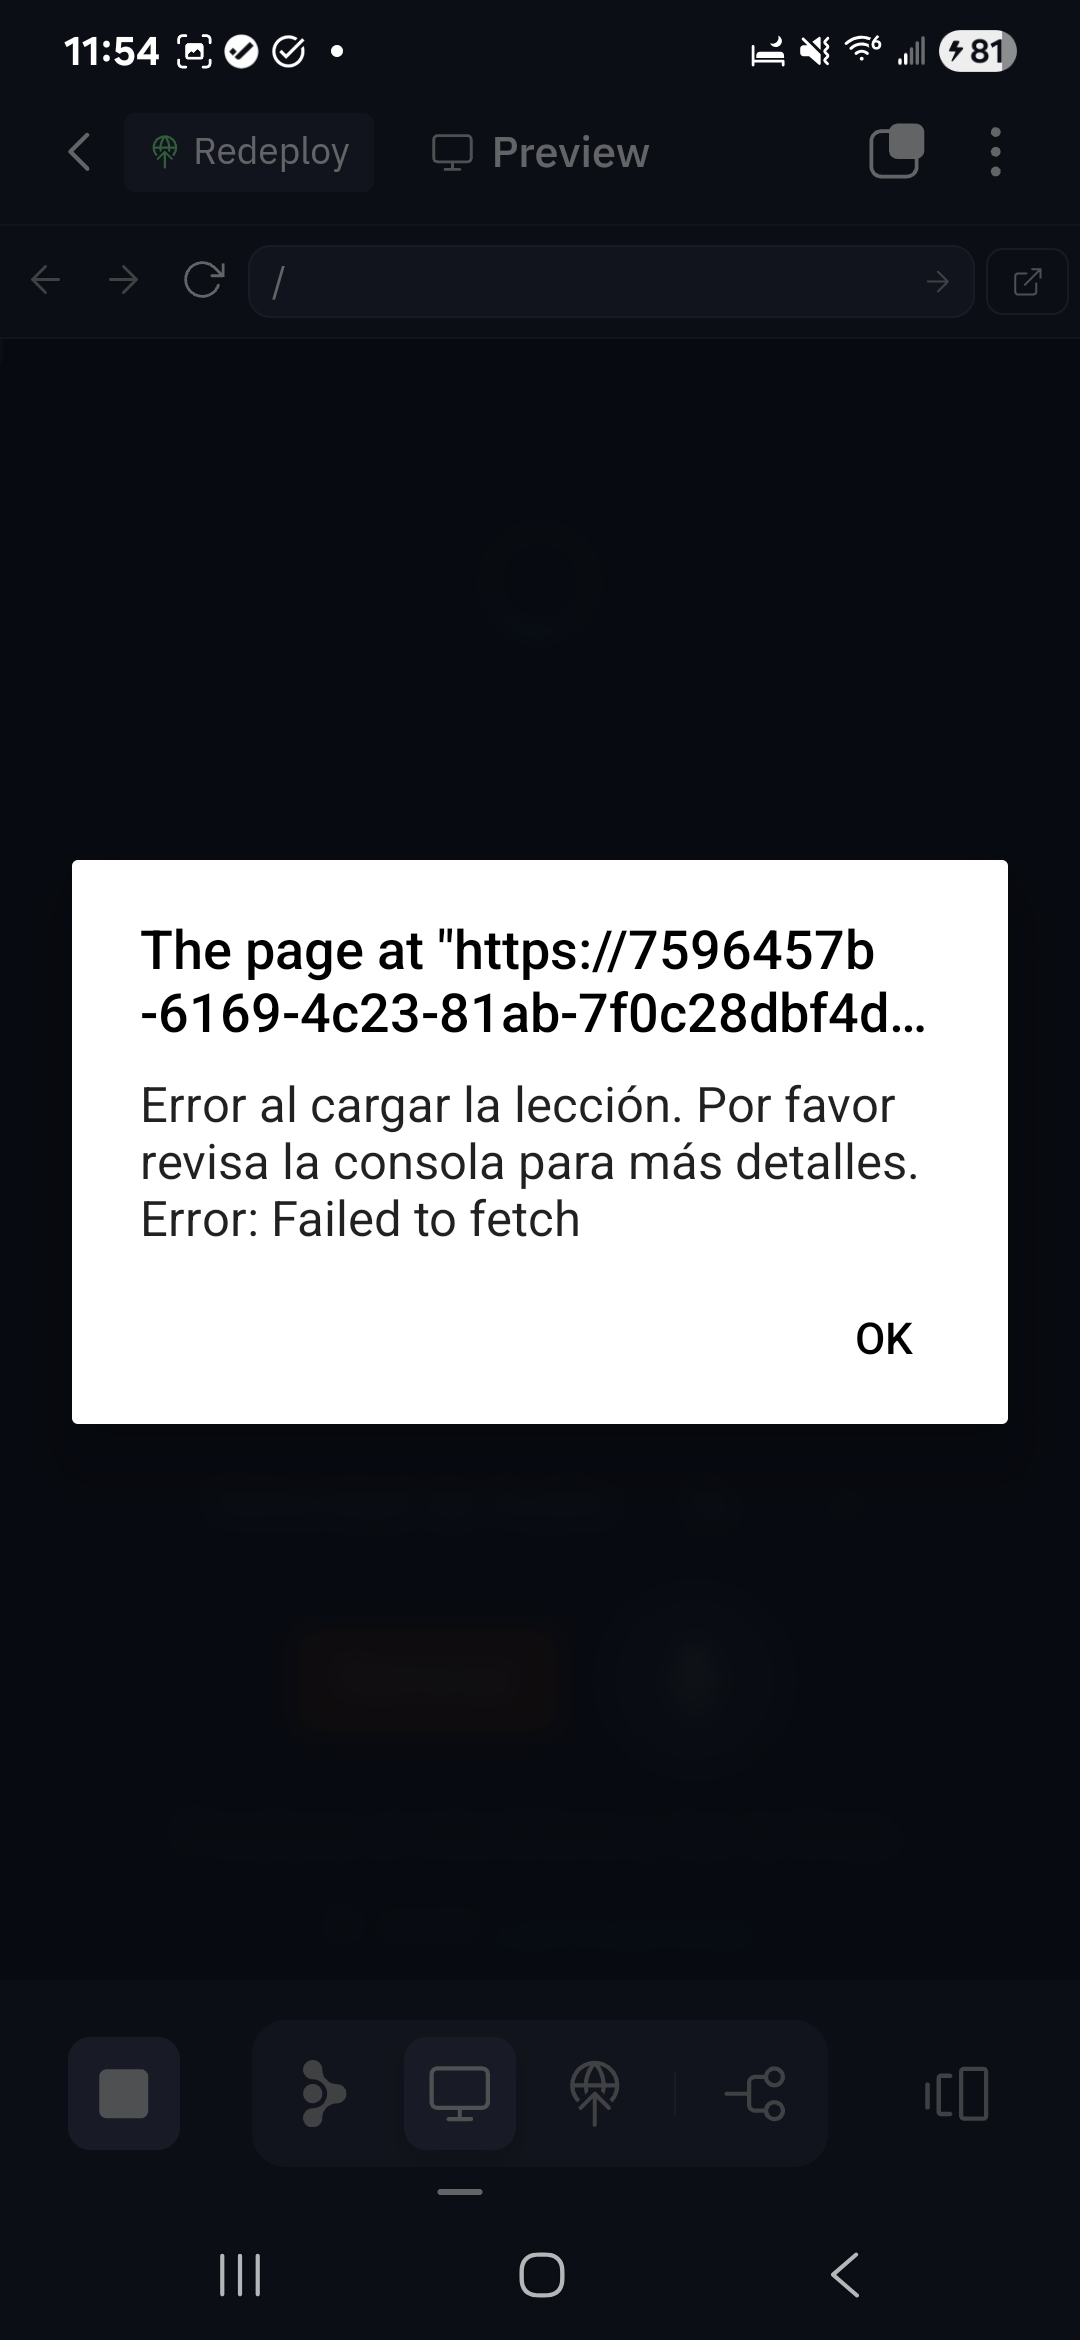 11:54
6
81
Redeploy
Preview
/
The page at "https://7596457b
-6169-4c23-81ab-7f0c28dbf4d...
Error al cargar la lección. Por favor
revisa la consola para más detalles.
Error: Failed to fetch
OK